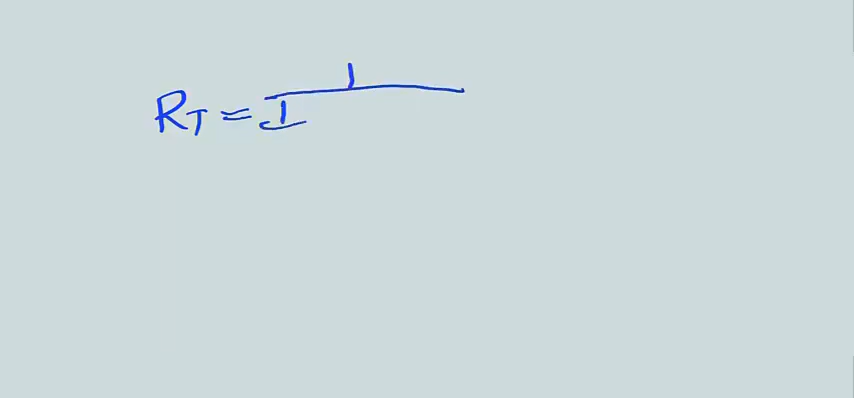 R_T = 1 / 1